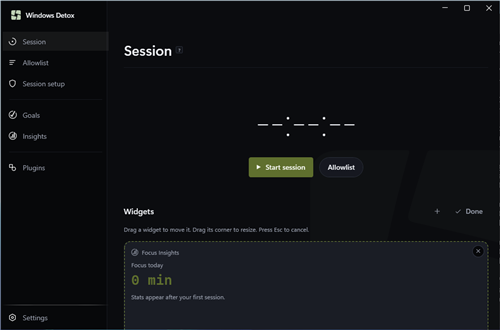 Windows Detox
Session
Allowlist
Session setup
Goals
Insights
Plugins
Settings
Session ?
--:--:--
Start session
Allowlist
Widgets
+
Done
Drag a widget to move it. Drag its corner to resize. Press Esc to cancel.
Focus Insights
Focus today
0 min
Stats appear after your first session.